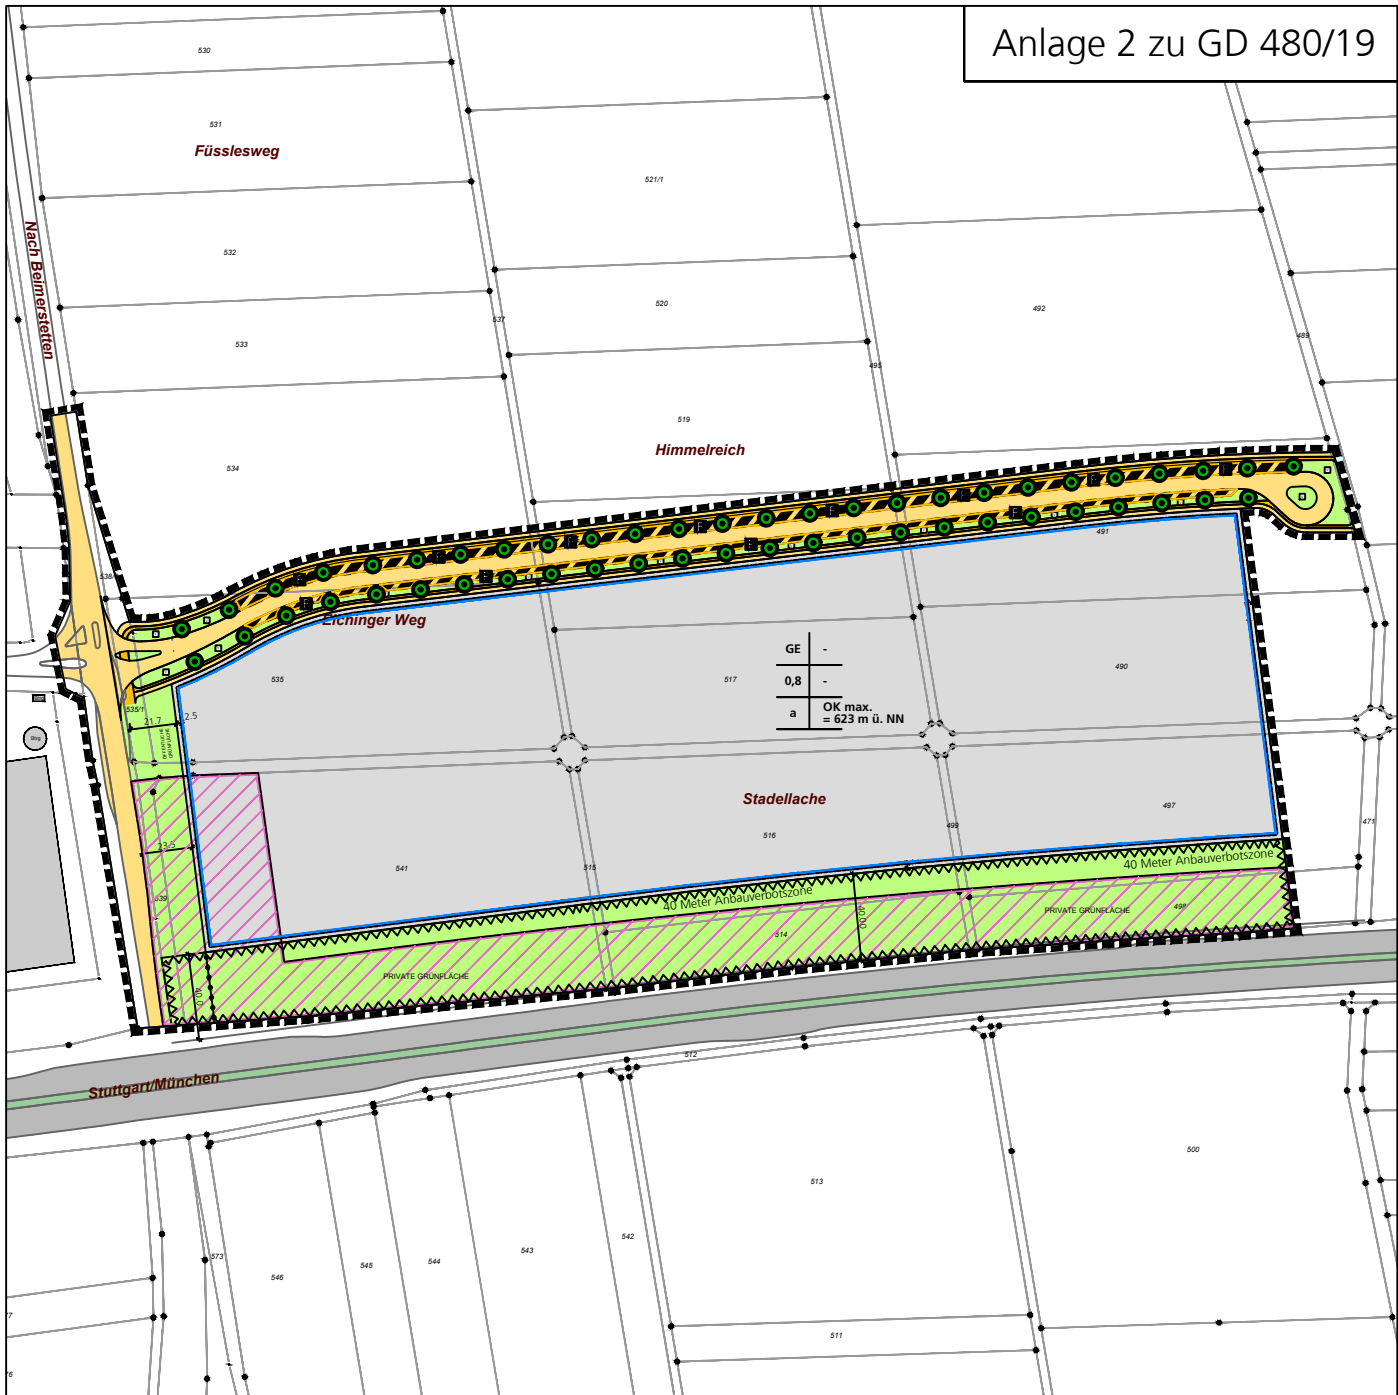 Anlage 2 zu GD 480/19
530
531
Füsslesweg
521/1
Nach Beimerstetten
532
492
520
537
533
489
495
519
Himmelreich
534
538/
491
Eichinger Weg
535
517
GE -
0,8 -
a OK max.
= 623 m ü. NN
490
535/1
21.7
2.5
ÖFFENTLICHE
GRÜNFLÄCHE
Stadellache
497
516
499
471
23.5
541
515
40 Meter Anbauverbotszone
40 Meter Anbauverbotszone
539
40.00
PRIVATE GRÜNFLÄCHE
498
514
PRIVATE GRÜNFLÄCHE
40.0
512
Stuttgart/München
500
513
542
543
573
544
545
546
511